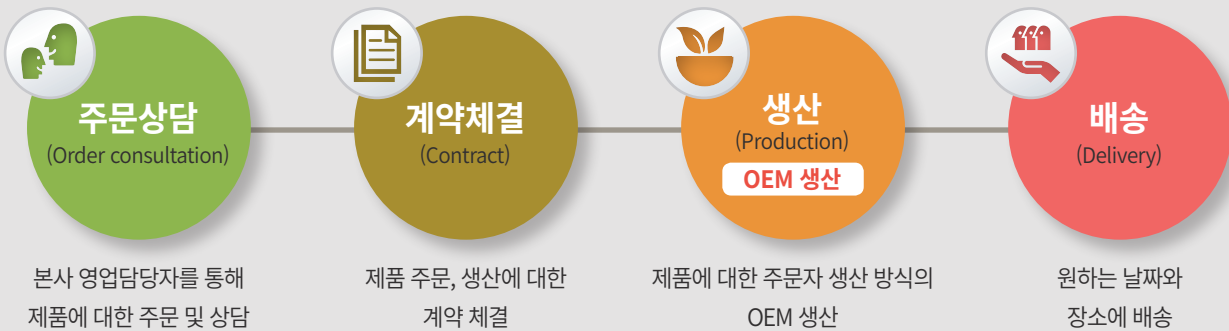 주문상담
(Order consultation)
본사 영업담당자를 통해
제품에 대한 주문 및 상담
계약체결
(Contract)
제품 주문, 생산에 대한
계약 체결
생산
(Production)
OEM 생산
제품에 대한 주문자 생산 방식의
OEM 생산
배송
(Delivery)
원하는 날짜와
장소에 배송